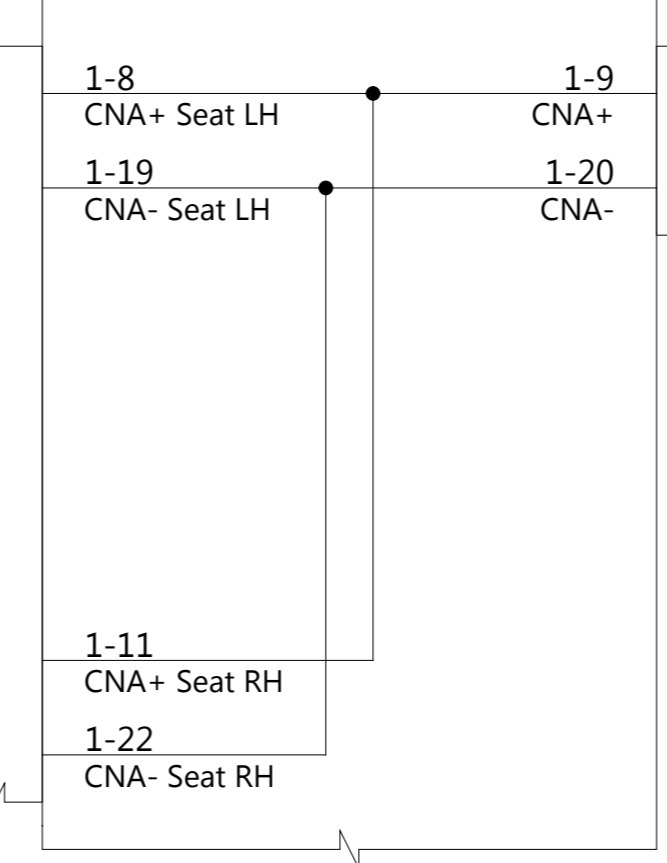 1-8
1-9
CNA+ Seat LH
CNA+
1-19
1-20
CNA- Seat LH
CNA-
1-11
CNA+ Seat RH
1-22
CNA- Seat RH